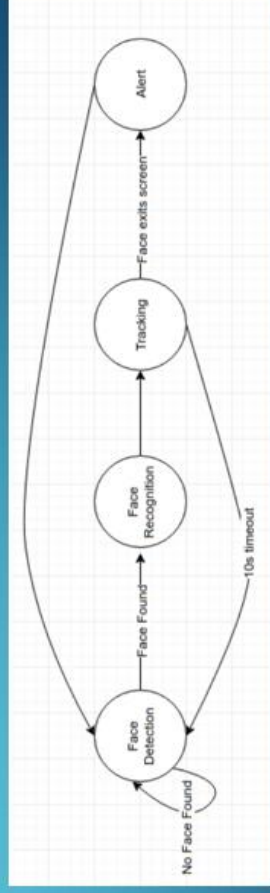 No Face Found
Face
Detection
Face Found
Face
Recognition
Tracking
10s timeout
Face exits screen
Alert